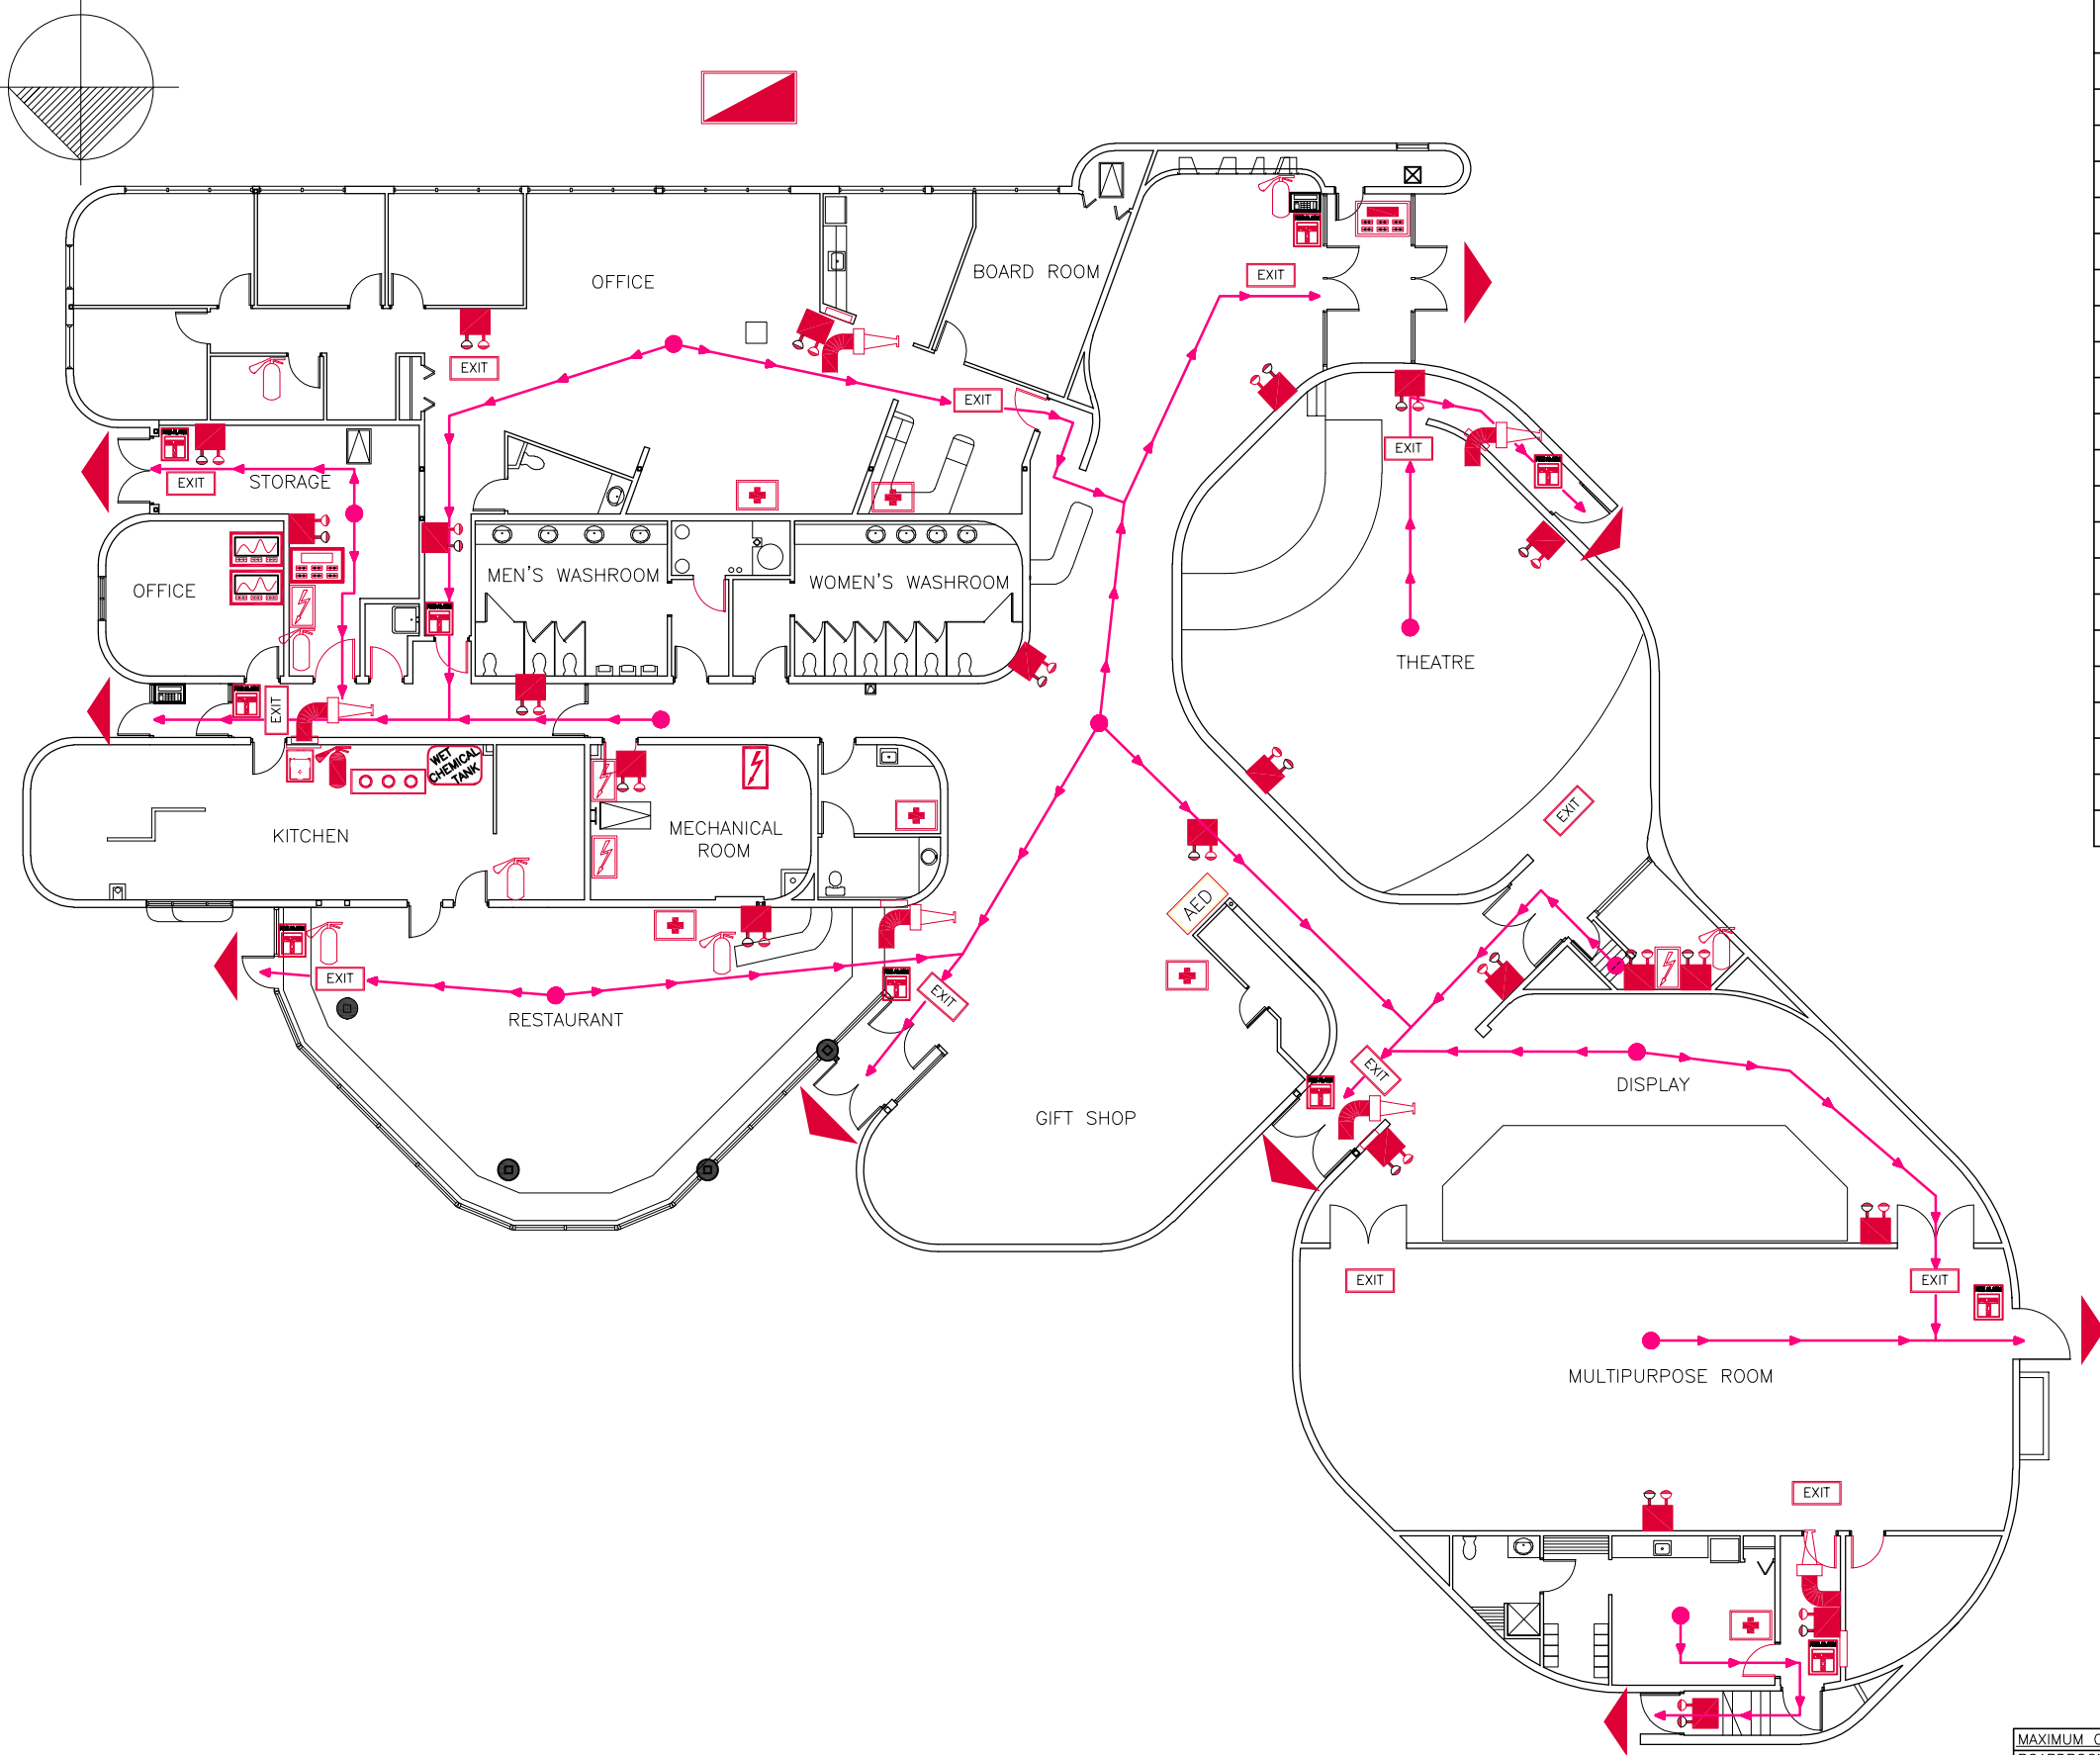 OFFICE
BOARD ROOM
EXIT
EXIT
EXIT
EXIT
EXIT
STORAGE
OFFICE
MEN'S WASHROOM
WOMEN'S WASHROOM
THEATRE
EXIT
EXIT
WET
CHEMICAL
TANK
KITCHEN
MECHANICAL
ROOM
AED
EXIT
EXIT
RESTAURANT
EXIT
DISPLAY
GIFT SHOP
EXIT
EXIT
MULTIPURPOSE ROOM
EXIT
MAXIMUM